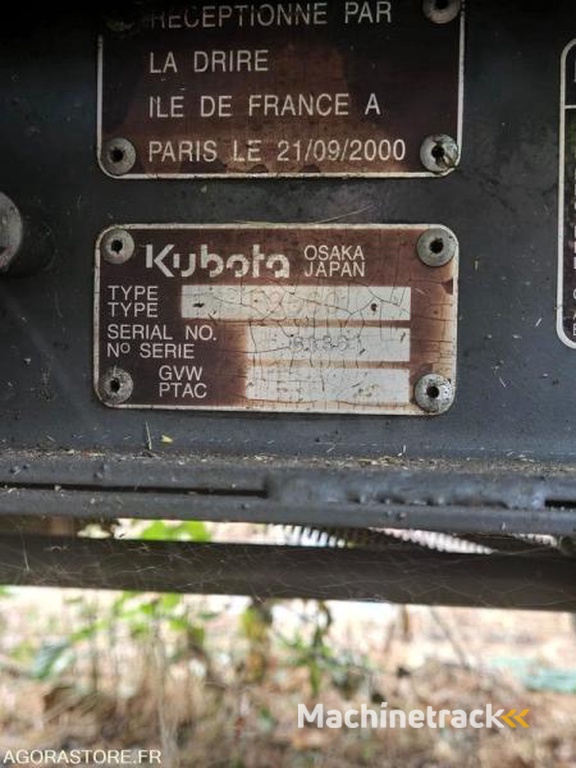 RECEPTIONNE PAR
LA DRIRE
ILE DE FRANCE A
PARIS LE 21/09/2000
Kubota OSAKA JAPAN
TYPE
TYPE
SERIAL NO.
Nº SERIE
GVW
PTAC
Machinetrack
AGORASTORE.FR